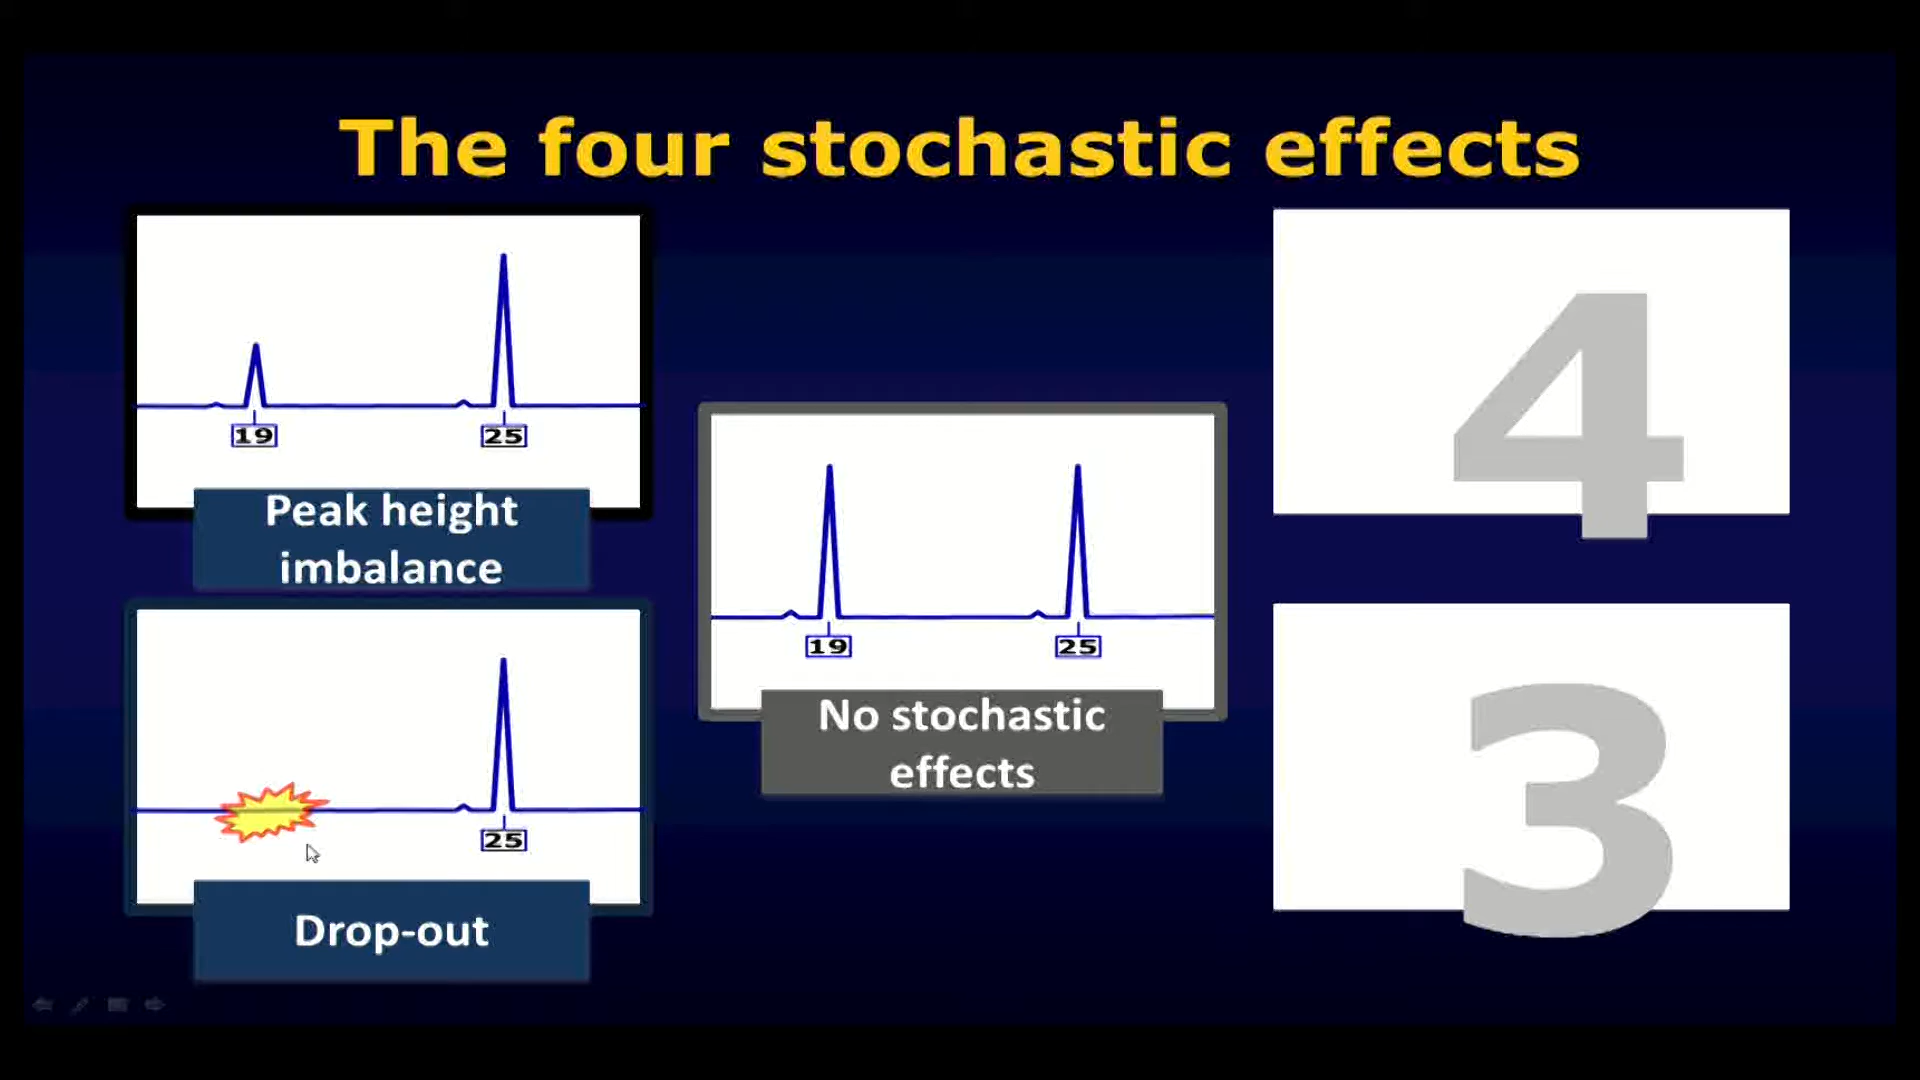 The four stochastic effects
19
25
Peak height
imbalance
25
Drop-out
19
25
No stochastic
effects
4
3